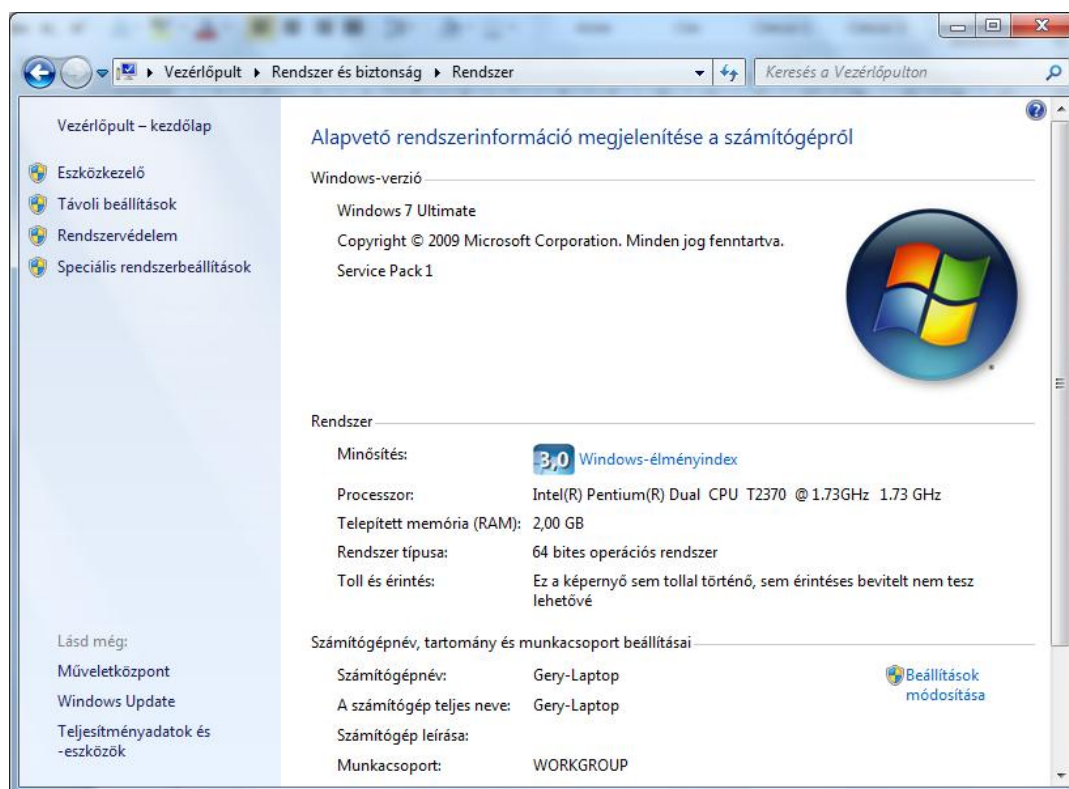 Vezérlőpult ▸ Rendszer és biztonság ▸ Rendszer
Keresés a Vezérlőpulton
Vezérlőpult – kezdőlap
Eszközkezelő
Távoli beállítások
Rendszervédelem
Speciális rendszerbeállítások
Lásd még:
Műveletközpont
Windows Update
Teljesítményadatok és
-eszközök
Alapvető rendszerinformáció megjelenítése a számítógépről
Windows-verzió
Windows 7 Ultimate
Copyright © 2009 Microsoft Corporation. Minden jog fenntartva.
Service Pack 1
Rendszer
Minősítés: 3,0 Windows-élményindex
Processzor: Intel(R) Pentium(R) Dual CPU T2370 @ 1.73GHz 1.73 GHz
Telepített memória (RAM): 2,00 GB
Rendszer típusa: 64 bites operációs rendszer
Toll és érintés: Ez a képernyő sem tollal történő, sem érintéses bevitelt nem tesz
lehetővé
Számítógépnév, tartomány és munkacsoport beállításai
Számítógépnév: Gery-Laptop
Beállítások
módosítása
A számítógép teljes neve: Gery-Laptop
Számítógép leírása:
Munkacsoport: WORKGROUP